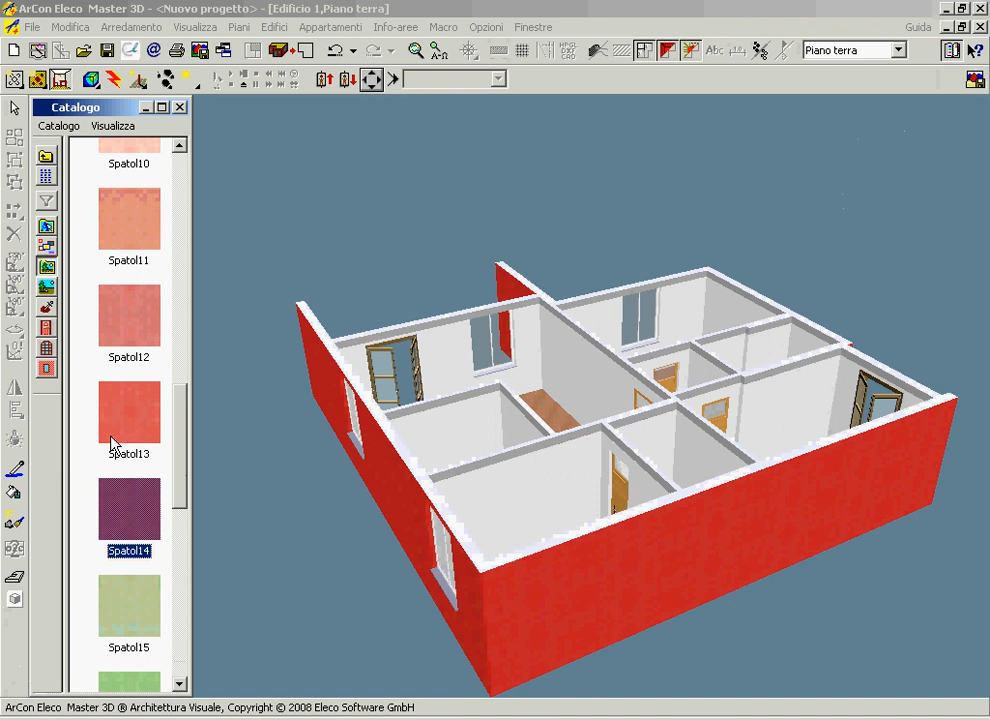 ArCon Eleco Master 3D - <Nuovo progetto> - [Edificio 1,Piano terra]
File Modifica Arredamento Visualizza Piani Edifici Appartamenti Info-aree Macro Opzioni Finestre Guida
Abc Piano terra
Catalogo
Catalogo Visualizza
Spatol10
Spatol11
Spatol12
Spatol13
Spatol14
Spatol15
ArCon Eleco Master 3D ® Architettura Visuale, Copyright © 2008 Eleco Software GmbH